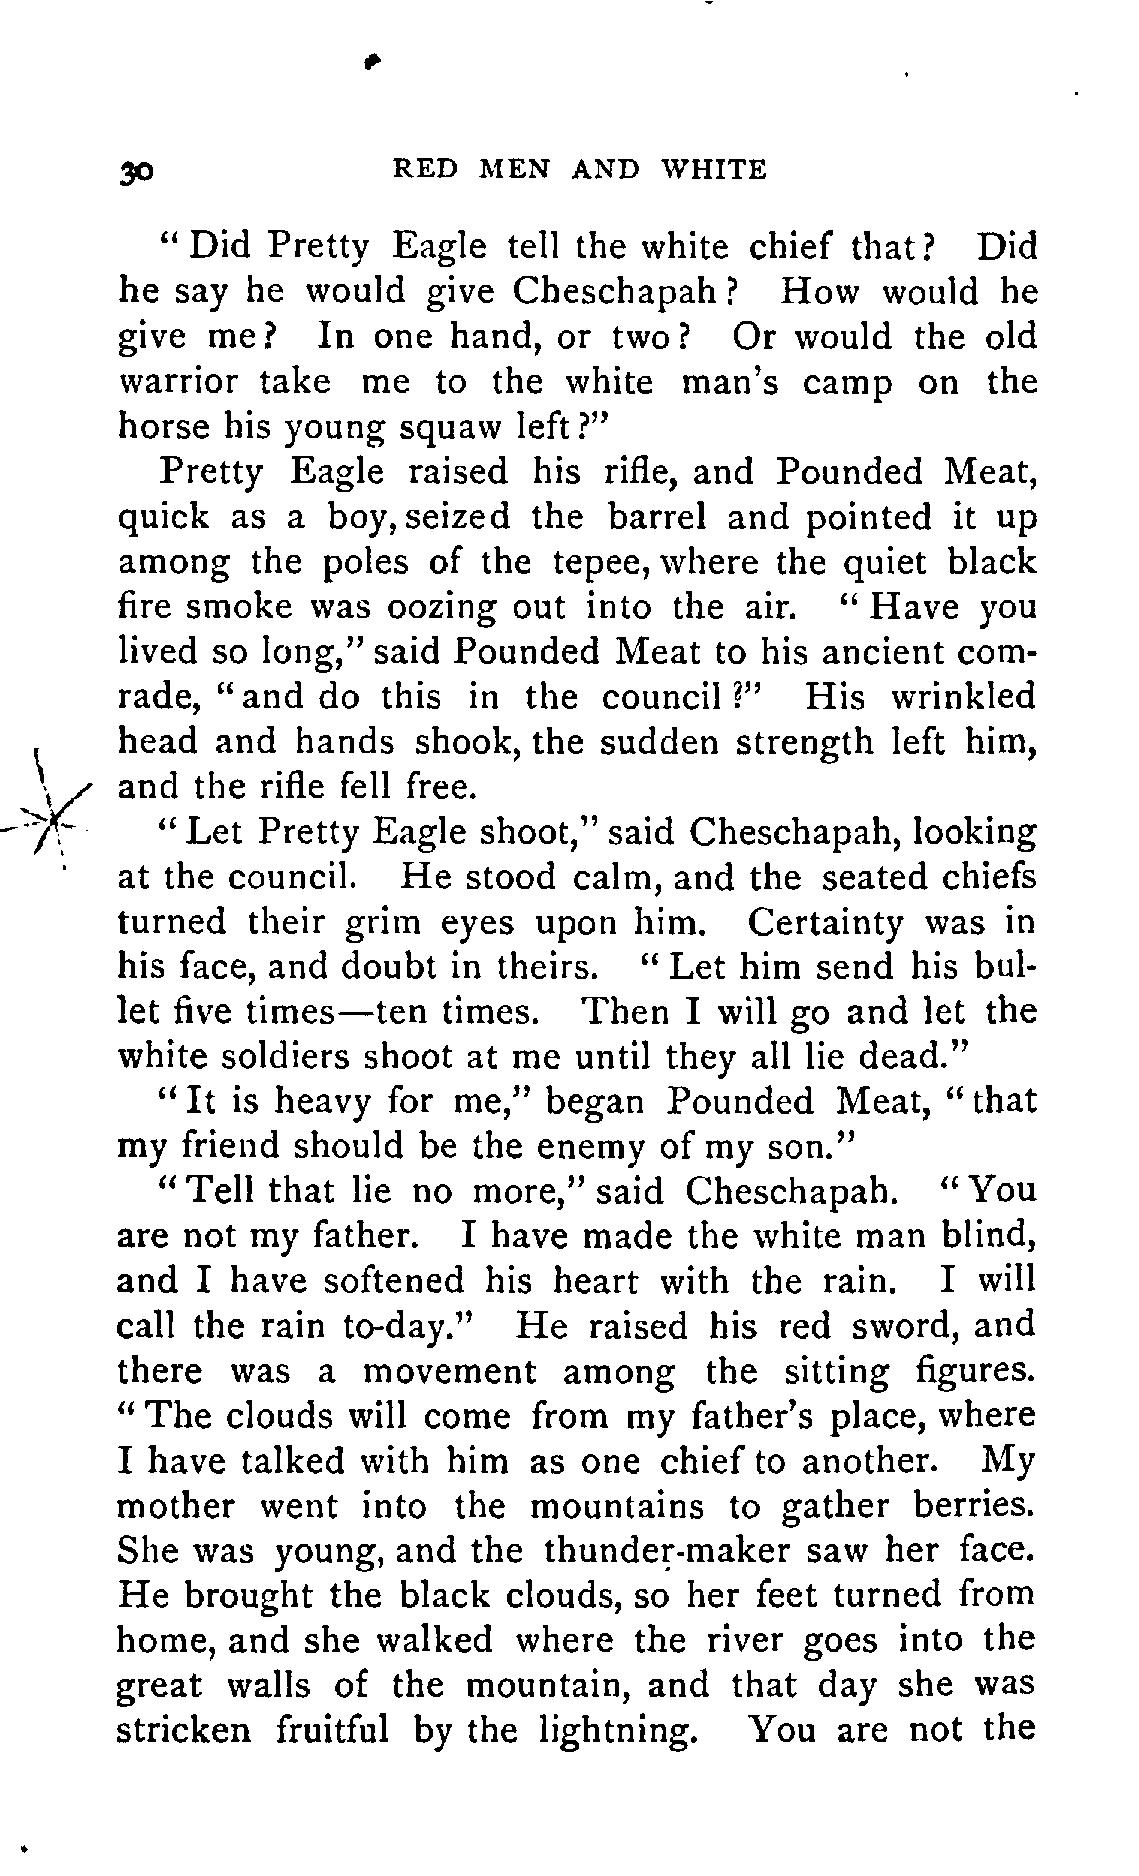 30 RED MEN AND WHITE
" Did Pretty Eagle tell the white chief that? Did
he say he would give Cheschapah? How would he
give me? In one hand, or two? Or would the old
warrior take me to the white man's camp on the
horse his young squaw left?"
Pretty Eagle raised his rifle, and Pounded Meat,
quick as a boy, seized the barrel and pointed it up
among the poles of the tepee, where the quiet black
fire smoke was oozing out into the air. " Have you
lived so long," said Pounded Meat to his ancient com-
rade, " and do this in the council?" His wrinkled
head and hands shook, the sudden strength left him,
and the rifle fell free.
" Let Pretty Eagle shoot," said Cheschapah, looking
at the council. He stood calm, and the seated chiefs
turned their grim eyes upon him. Certainty was in
his face, and doubt in theirs. " Let him send his bul-
let five times—ten times. Then I will go and let the
white soldiers shoot at me until they all lie dead."
" It is heavy for me," began Pounded Meat, " that
my friend should be the enemy of my son."
" Tell that lie no more," said Cheschapah. " You
are not my father. I have made the white man blind,
and I have softened his heart with the rain. I will
call the rain to-day." He raised his red sword, and
there was a movement among the sitting figures.
" The clouds will come from my father's place, where
I have talked with him as one chief to another. My
mother went into the mountains to gather berries.
She was young, and the thunder-maker saw her face.
He brought the black clouds, so her feet turned from
home, and she walked where the river goes into the
great walls of the mountain, and that day she was
stricken fruitful by the lightning. You are not the